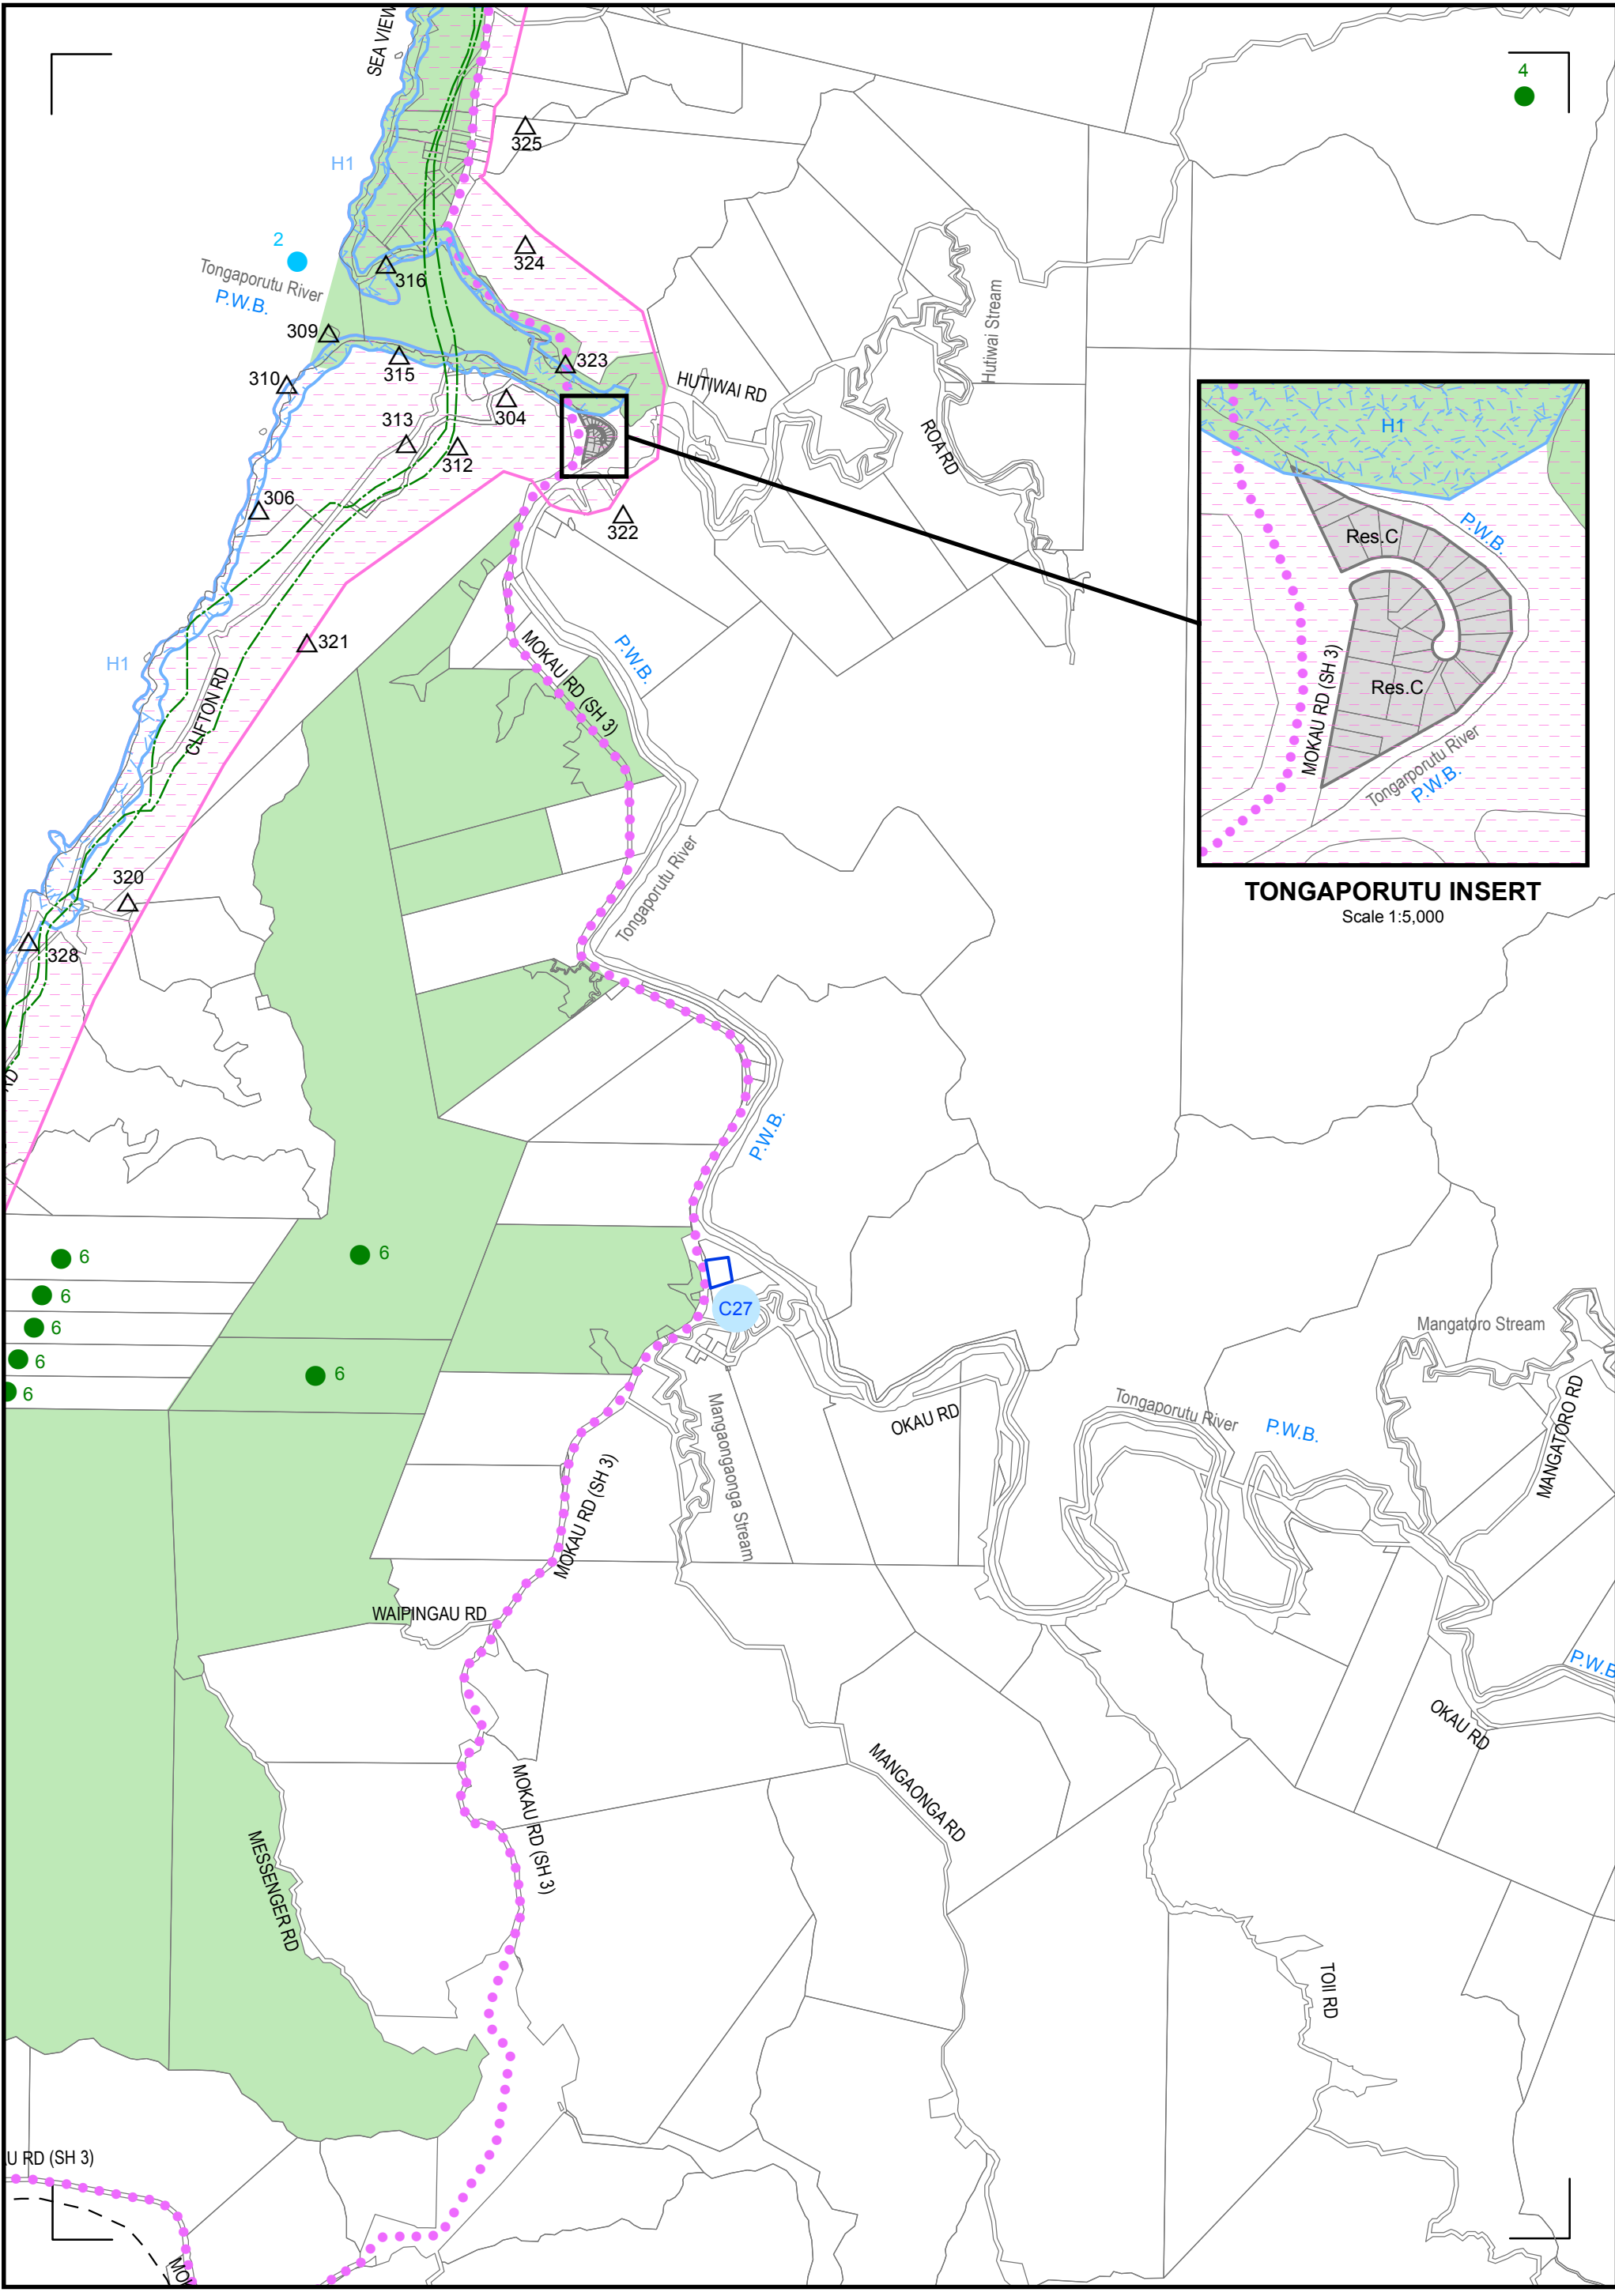 SEA VIEW
4
325
H1
2
324
Tongaporutu River
P.W.B.
316
309
323
315
310
HUTIWAI RD
Hutiwai Stream
304
313
312
ROA RD
306
322
H1
Res.C
P.W.B.
Res.C
MOKAU RD (SH 3)
Tongarporutu River
P.W.B.
TONGAPORUTU INSERT
Scale 1:5,000
321
H1
MOKAU RD (SH 3)
P.W.B.
CLIFTON RD
320
328
Tongaporutu River
RD
P.W.B.
6
6
6
6
6
6
6
C27
Mangatoro Stream
MANGATORO RD
OKAU RD
Tongaporutu River
P.W.B.
Mangaongaonga Stream
MOKAU RD (SH 3)
WAIPINGAU RD
P.W.B
OKAU RD
MANGAONGA RD
MOKAU RD (SH 3)
MESSENGER RD
TOII RD
U RD (SH 3)
MO